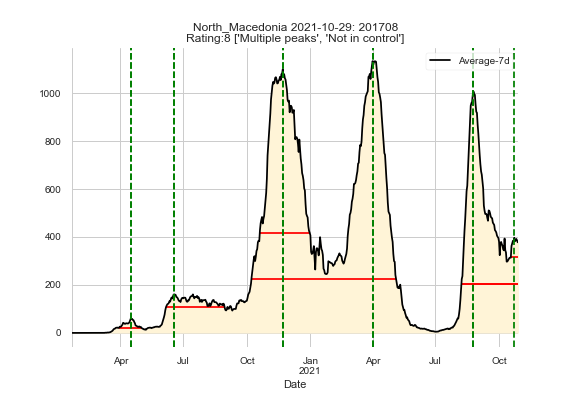 North_Macedonia 2021-10-29: 201708
Rating:8 ['Multiple peaks', 'Not in control']
Average-7d
1000
800
600
400
200
0
Apr Jul Oct Jan Apr Jul Oct
2021
Date